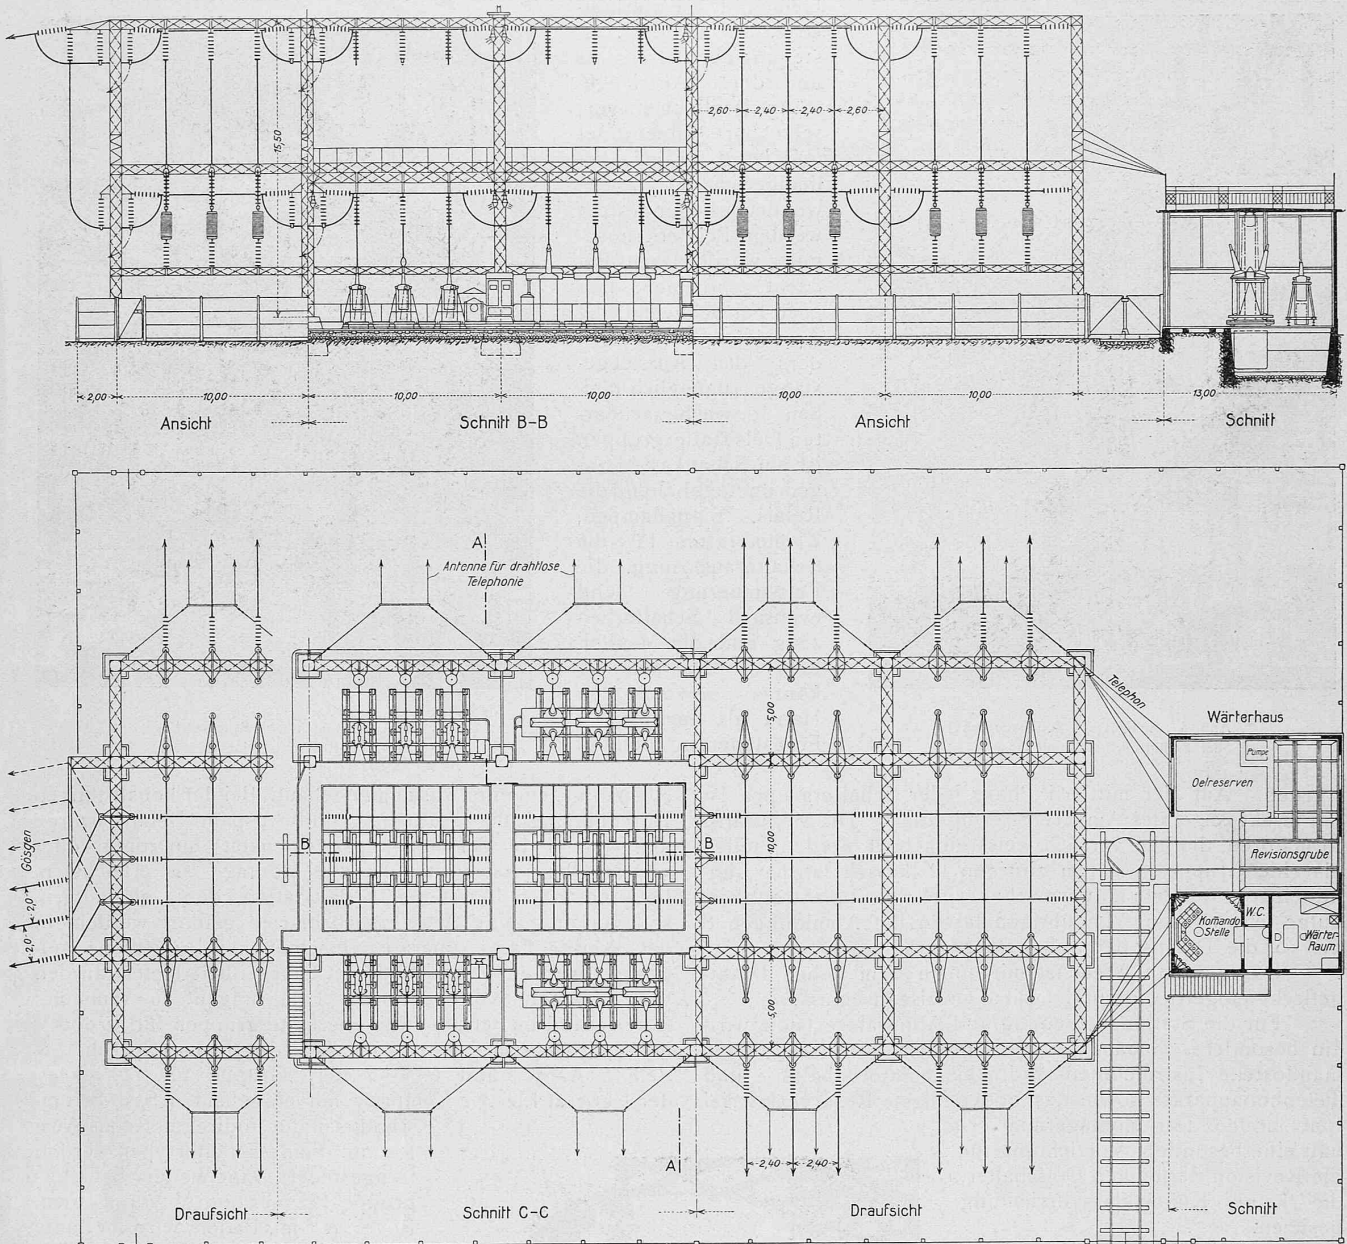 15,50
2,60 2,40 2,40 2,60
2,00 10,00 10,00 10,00 10,00 10,00 13,00
Ansicht Schnitt B-B Ansicht Schnitt
A
Antenne für drahtlose
Telephonie
Telephon
5,00
Wärterhaus
Pumpe
Oelreserven
Gösgen
B B
10,00
Revisionsgrube
2,0
2,0
Komando
Stelle
W.C.
Wärter-
Raum
5,00
A
2,40 2,40
Draufsicht Schnitt C-C Draufsicht Schnitt